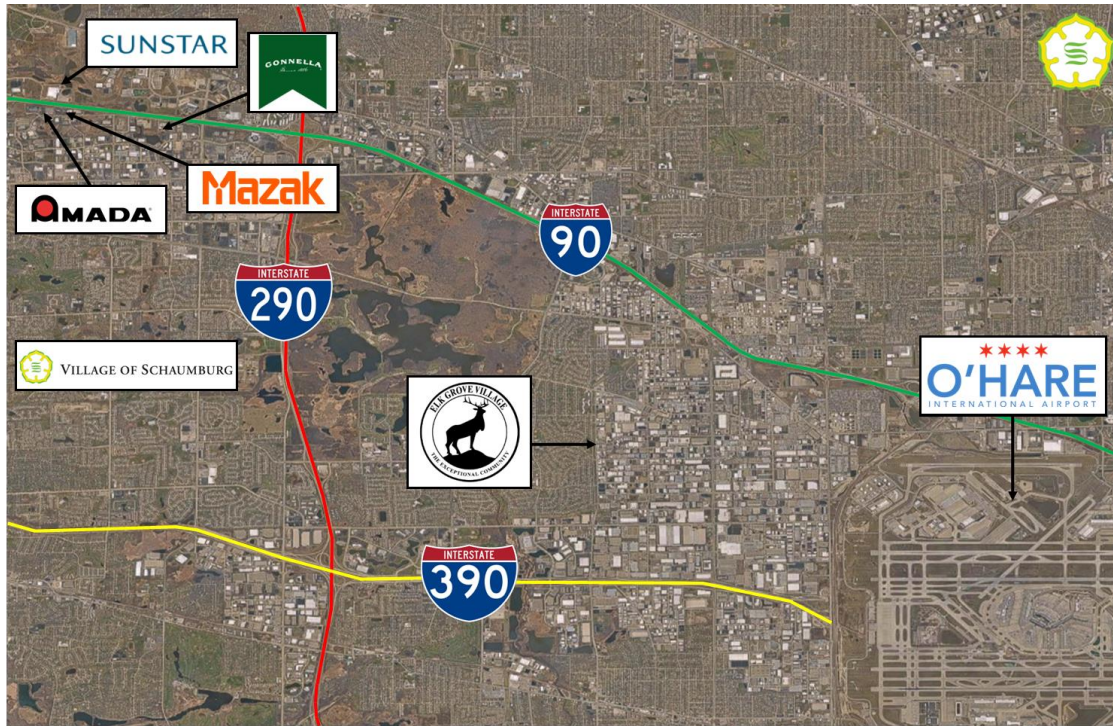 SUNSTAR
GONNELLA
Mazak
AMADA
INTERSTATE
90
INTERSTATE
290
VILLAGE OF SCHAUMBURG
ELK GROVE VILLAGE
THE EXCEPTIONAL COMMUNITY
O'HARE
INTERNATIONAL AIRPORT
INTERSTATE
390